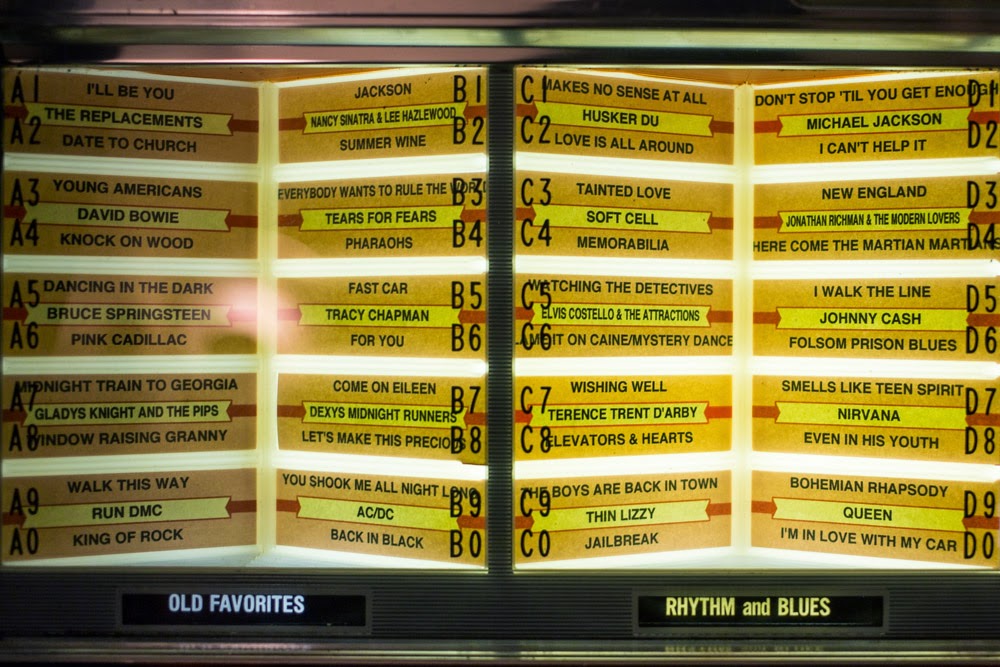 A1 I'LL BE YOU
THE REPLACEMENTS
A2 DATE TO CHURCH
A3 YOUNG AMERICANS
DAVID BOWIE
A4 KNOCK ON WOOD
A5 DANCING IN THE DARK
BRUCE SPRINGSTEEN
A6 PINK CADILLAC
A7 MIDNIGHT TRAIN TO GEORGIA
GLADYS KNIGHT AND THE PIPS
A8 WINDOW RAISING GRANNY
A9 WALK THIS WAY
RUN DMC
A0 KING OF ROCK
JACKSON B1
NANCY SINATRA & LEE HAZLEWOOD
SUMMER WINE B2
EVERYBODY WANTS TO RULE THE WORLD B3
TEARS FOR FEARS
PHARAOHS B4
FAST CAR B5
TRACY CHAPMAN
FOR YOU B6
COME ON EILEEN B7
DEXYS MIDNIGHT RUNNERS
LET'S MAKE THIS PRECIOUS B8
YOU SHOOK ME ALL NIGHT LONG B9
AC/DC
BACK IN BLACK B0
OLD FAVORITES
C1 MAKES NO SENSE AT ALL
HUSKER DU
C2 LOVE IS ALL AROUND
C3 TAINTED LOVE
SOFT CELL
C4 MEMORABILIA
C5 WATCHING THE DETECTIVES
ELVIS COSTELLO & THE ATTRACTIONS
C6 IT ON CAINE/MYSTERY DANCE
C7 WISHING WELL
TERENCE TRENT D'ARBY
C8 ELEVATORS & HEARTS
C9 THE BOYS ARE BACK IN TOWN
THIN LIZZY
C0 JAILBREAK
DON'T STOP 'TIL YOU GET ENOUGH D1
MICHAEL JACKSON
I CAN'T HELP IT D2
NEW ENGLAND D3
JONATHAN RICHMAN & THE MODERN LOVERS
HERE COME THE MARTIAN MARTIANS D4
I WALK THE LINE D5
JOHNNY CASH
FOLSOM PRISON BLUES D6
SMELLS LIKE TEEN SPIRIT D7
NIRVANA
EVEN IN HIS YOUTH D8
BOHEMIAN RHAPSODY D9
QUEEN
I'M IN LOVE WITH MY CAR D0
RHYTHM and BLUES